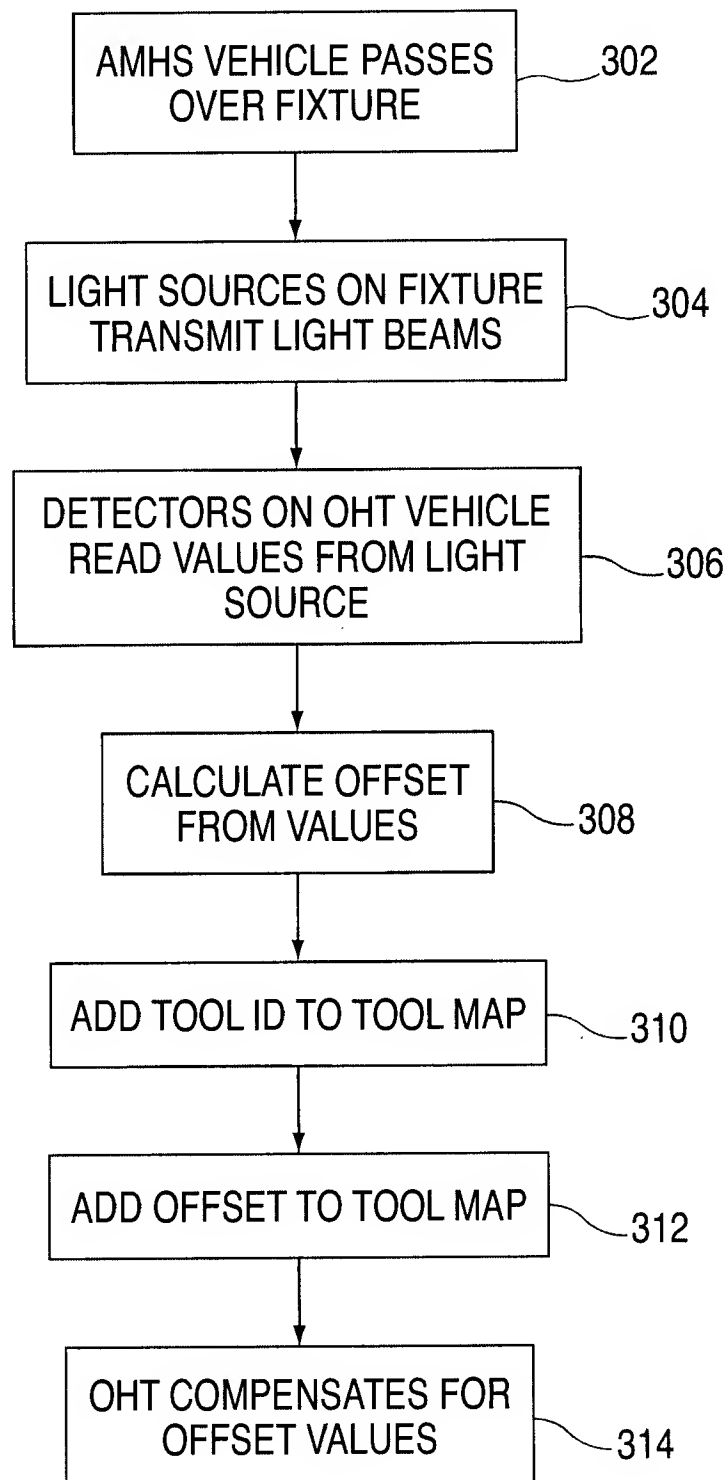 AMHS VEHICLE PASSES
OVER FIXTURE
302
LIGHT SOURCES ON FIXTURE
TRANSMIT LIGHT BEAMS
304
DETECTORS ON OHT VEHICLE
READ VALUES FROM LIGHT
SOURCE
306
CALCULATE OFFSET
FROM VALUES
308
ADD TOOL ID TO TOOL MAP
310
ADD OFFSET TO TOOL MAP
312
OHT COMPENSATES FOR
OFFSET VALUES
314